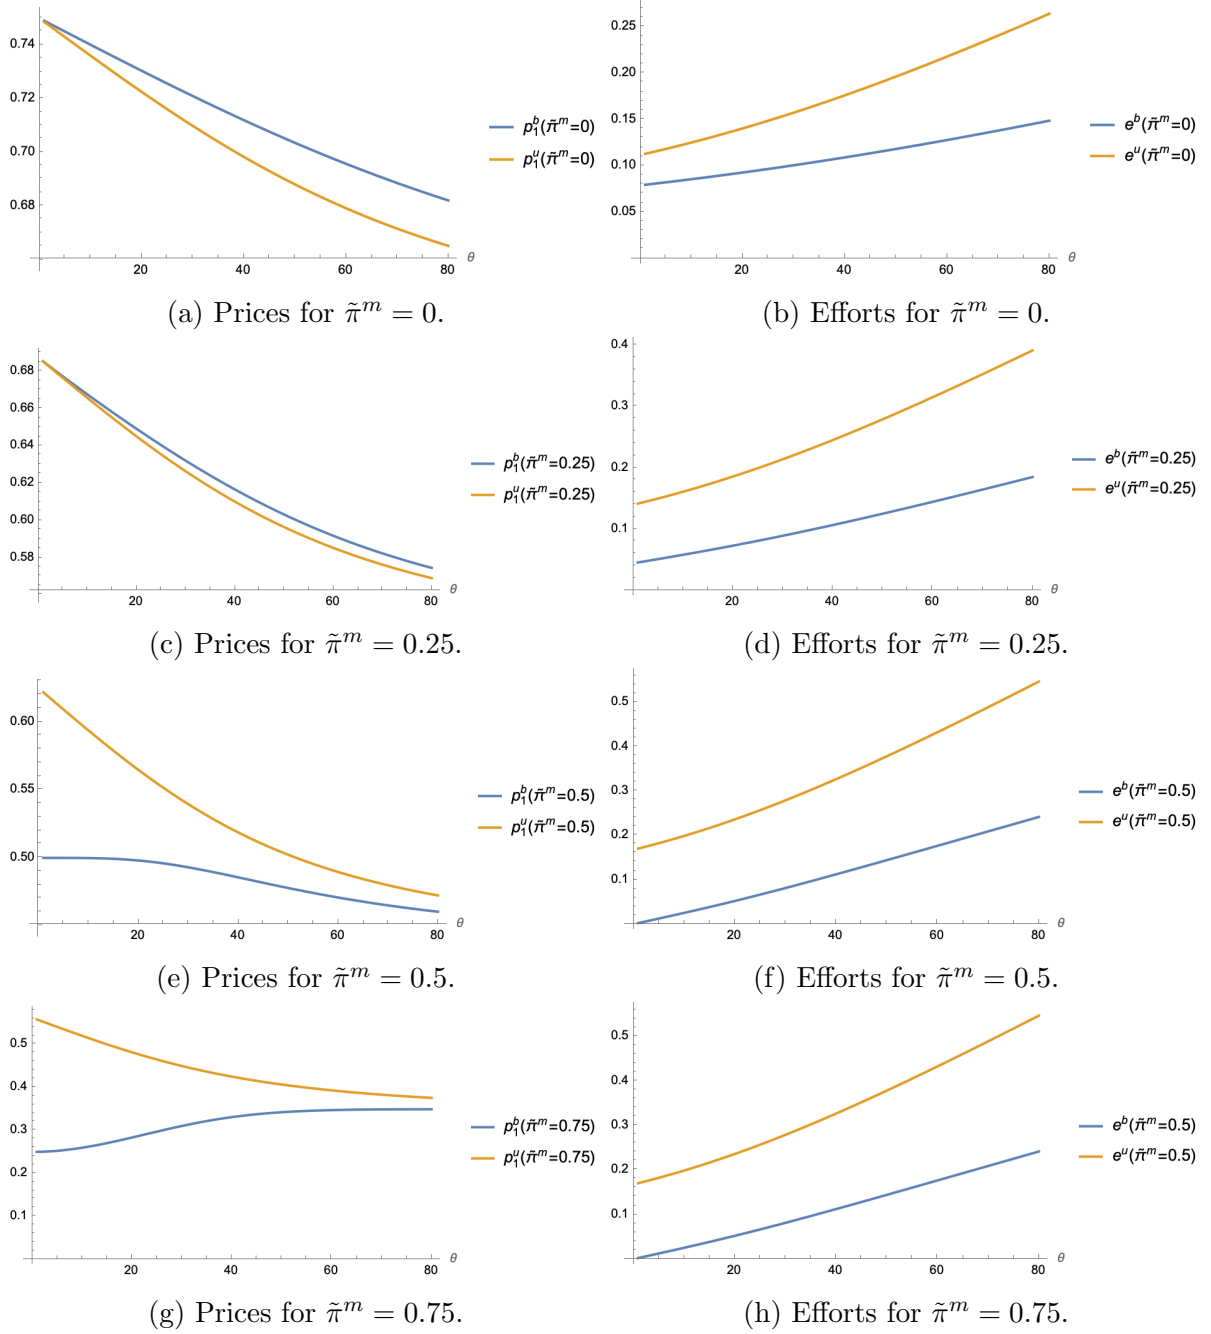 0.74
0.72
0.70
0.68
20 40 60 80 θ
p₁ᵇ(π̃ᵐ=0)
p₁ᵘ(π̃ᵐ=0)
0.25
0.20
0.15
0.10
0.05
20 40 60 80 θ
eᵇ(π̃ᵐ=0)
eᵘ(π̃ᵐ=0)
(a) Prices for π̃ᵐ = 0.
(b) Efforts for π̃ᵐ = 0.
0.68
0.66
0.64
0.62
0.60
0.58
20 40 60 80 θ
p₁ᵇ(π̃ᵐ=0.25)
p₁ᵘ(π̃ᵐ=0.25)
0.4
0.3
0.2
0.1
20 40 60 80 θ
eᵇ(π̃ᵐ=0.25)
eᵘ(π̃ᵐ=0.25)
(c) Prices for π̃ᵐ = 0.25.
(d) Efforts for π̃ᵐ = 0.25.
0.60
0.55
0.50
20 40 60 80 θ
p₁ᵇ(π̃ᵐ=0.5)
p₁ᵘ(π̃ᵐ=0.5)
0.5
0.4
0.3
0.2
0.1
20 40 60 80 θ
eᵇ(π̃ᵐ=0.5)
eᵘ(π̃ᵐ=0.5)
(e) Prices for π̃ᵐ = 0.5.
(f) Efforts for π̃ᵐ = 0.5.
0.5
0.4
0.3
0.2
0.1
20 40 60 80 θ
p₁ᵇ(π̃ᵐ=0.75)
p₁ᵘ(π̃ᵐ=0.75)
0.5
0.4
0.3
0.2
0.1
20 40 60 80 θ
eᵇ(π̃ᵐ=0.5)
eᵘ(π̃ᵐ=0.5)
(g) Prices for π̃ᵐ = 0.75.
(h) Efforts for π̃ᵐ = 0.75.